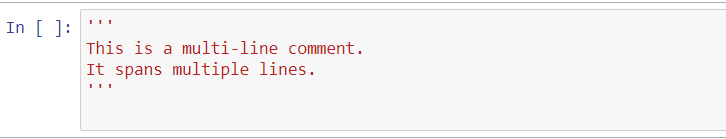 In [ ]: '''
This is a multi-line comment.
It spans multiple lines.
'''